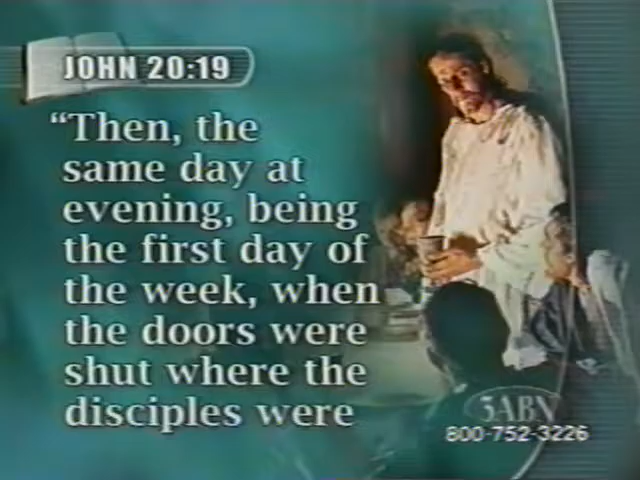 JOHN 20:19
“Then, the
same day at
evening, being
the first day of
the week, when
the doors were
shut where the
disciples were
3ABN
800-752-3226